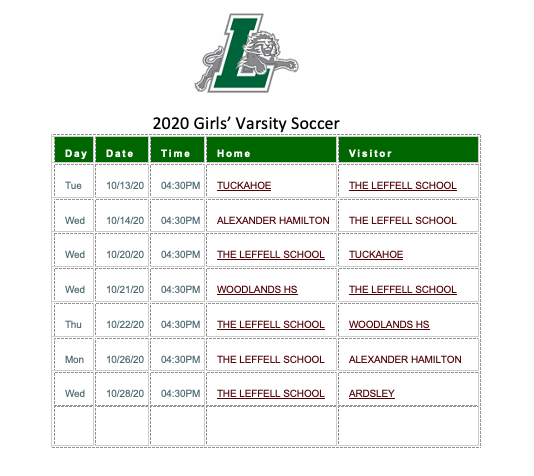 L
2020 Girls’ Varsity Soccer
Day Date Time Home Visitor
Tue 10/13/20 04:30PM TUCKAHOE THE LEFFELL SCHOOL
Wed 10/14/20 04:30PM ALEXANDER HAMILTON THE LEFFELL SCHOOL
Wed 10/20/20 04:30PM THE LEFFELL SCHOOL TUCKAHOE
Wed 10/21/20 04:30PM WOODLANDS HS THE LEFFELL SCHOOL
Thu 10/22/20 04:30PM THE LEFFELL SCHOOL WOODLANDS HS
Mon 10/26/20 04:30PM THE LEFFELL SCHOOL ALEXANDER HAMILTON
Wed 10/28/20 04:30PM THE LEFFELL SCHOOL ARDSLEY